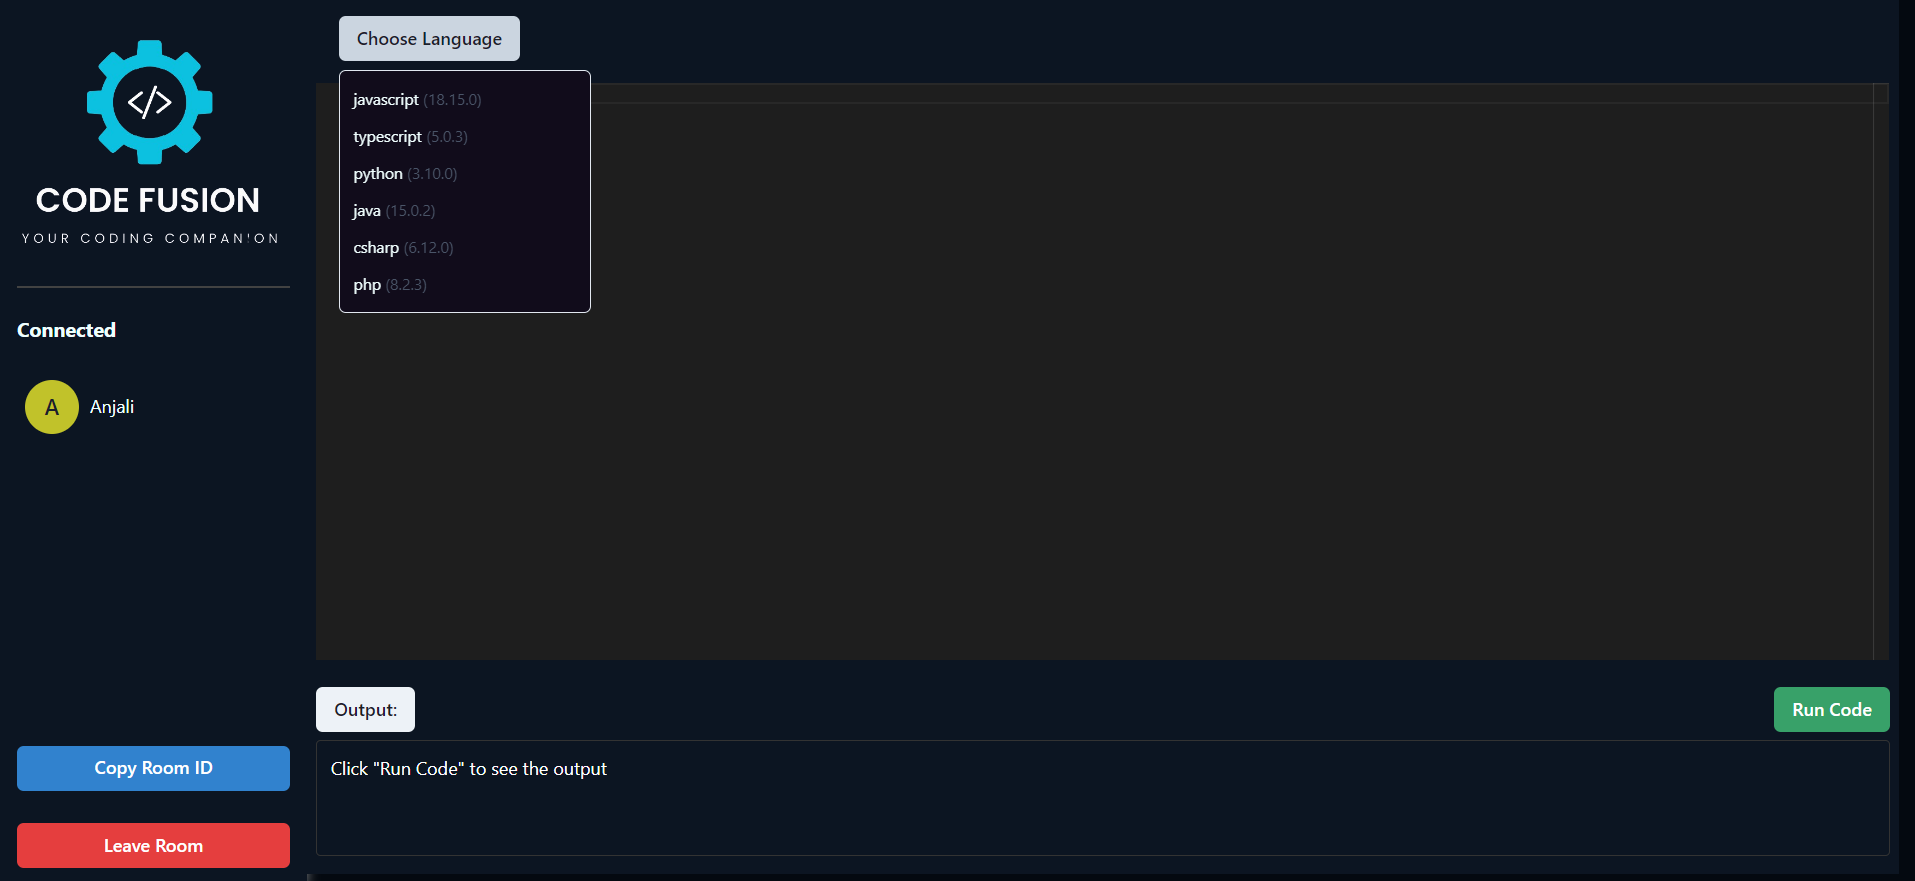 </>
CODE FUSION
YOUR CODING COMPAN!ON
Connected
A Anjali
Copy Room ID
Leave Room
Choose Language
javascript (18.15.0)
typescript (5.0.3)
python (3.10.0)
java (15.0.2)
csharp (6.12.0)
php (8.2.3)
Output:
Run Code
Click "Run Code" to see the output